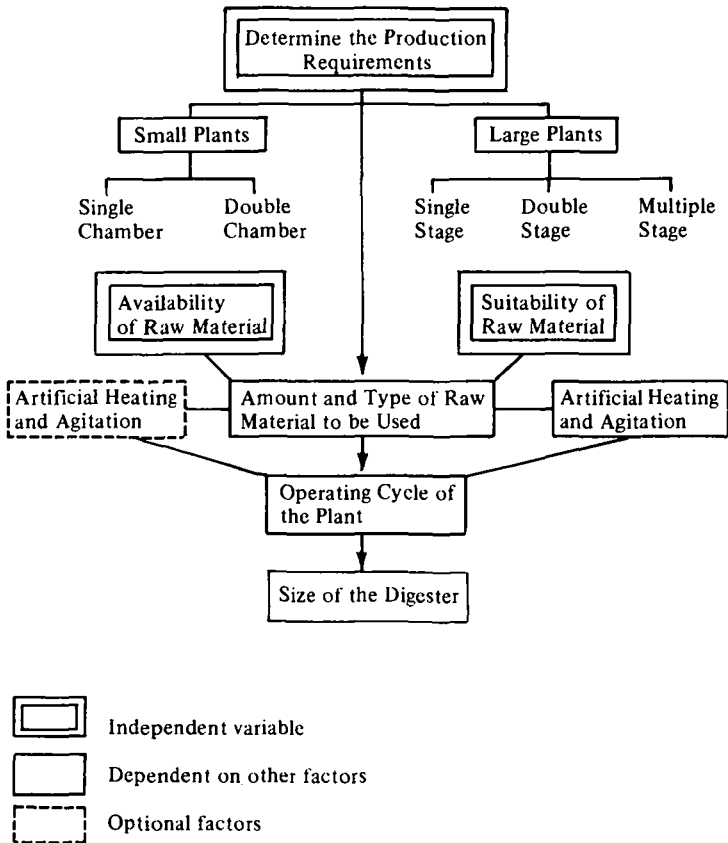 Determine the Production
Requirements
Small Plants
Large Plants
Single
Chamber
Double
Chamber
Single
Stage
Double
Stage
Multiple
Stage
Availability
of Raw Material
Suitability of
Raw Material
Artificial Heating
and Agitation
Amount and Type of Raw
Material to be Used
Artificial Heating
and Agitation
Operating Cycle of
the Plant
Size of the Digester
Independent variable
Dependent on other factors
Optional factors